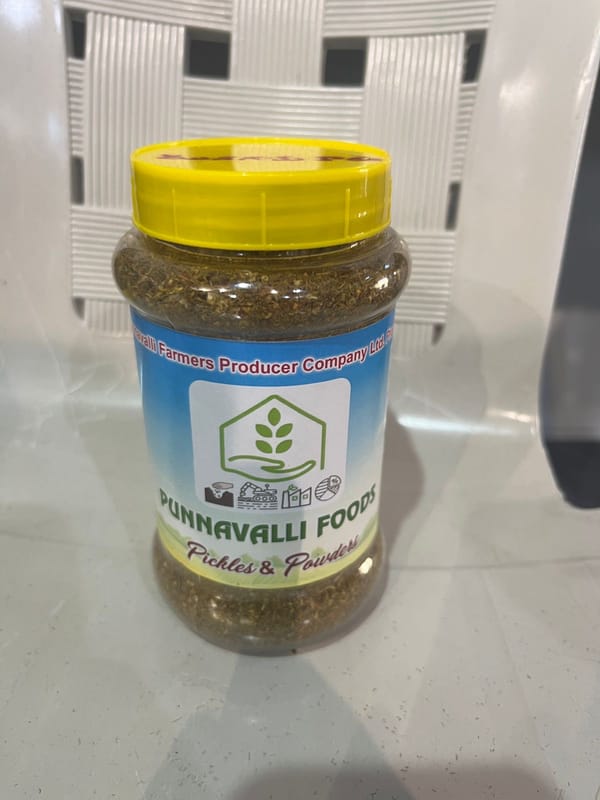 Farmers Producer Company Ltd.
PUNNAVALLI FOODS
Pickles & Powders